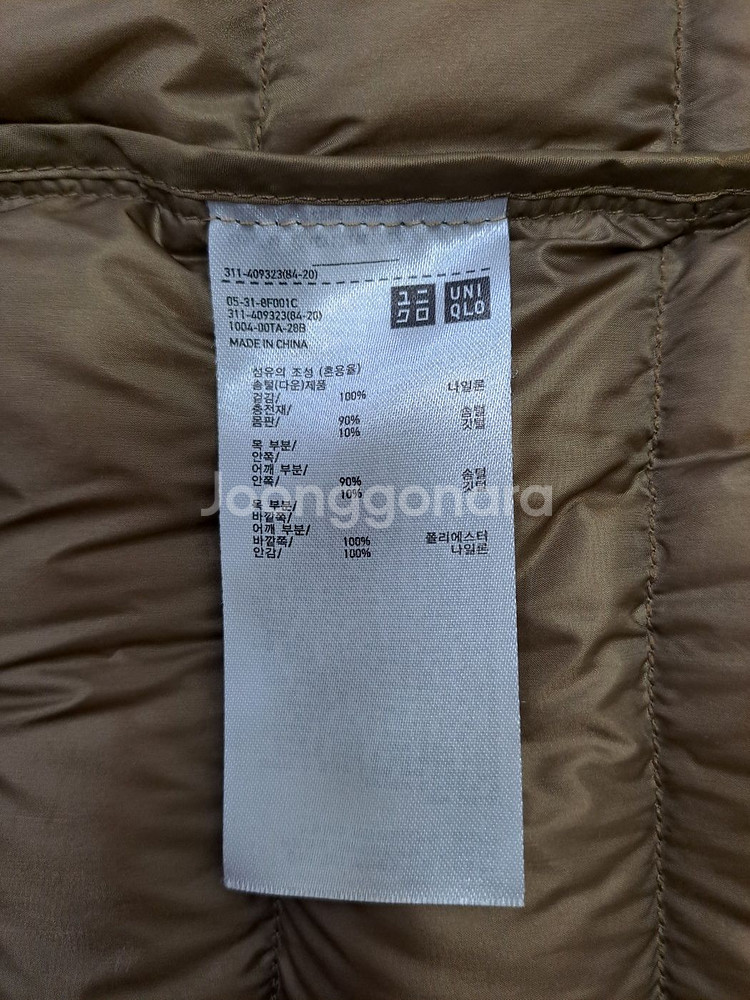 311-409323(84-20)
05-31-8F001C
311-409323(84-20)
1004-00TA-28B
MADE IN CHINA
ユニ
クロ
UNI
QLO
섬유의 조성 (혼용율)
솜털(다운)제품
겉감/ 100% 나일론
충전재/
몸판/ 90% 솜털
10% 깃털
목 부분/
안쪽/
어깨 부분/
안쪽/ 90% 솜털
10% 깃털
목 부분/
바깥쪽/
어깨 부분/
바깥쪽/ 100% 폴리에스터
안감/ 100% 나일론
Joonggonara